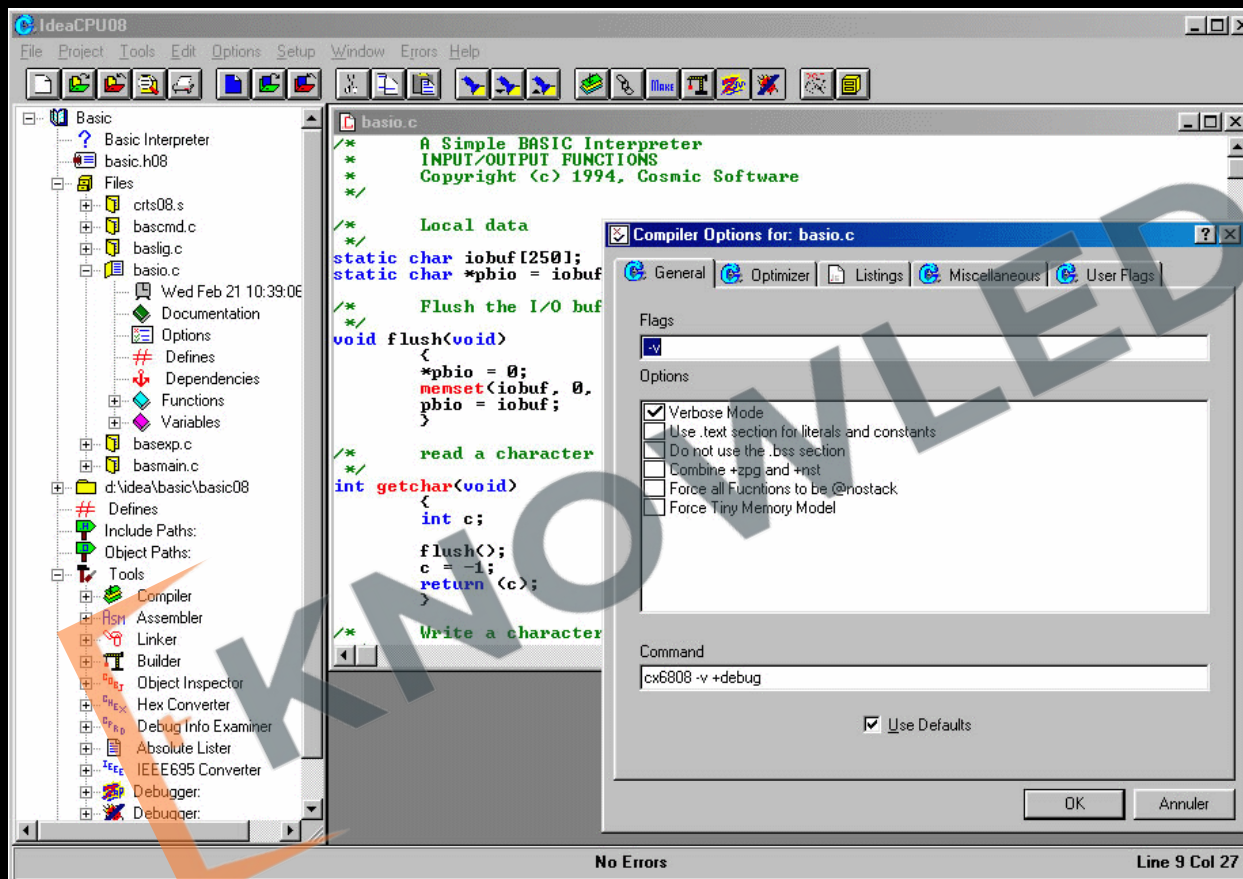 IdeaCPU08
File Project Tools Edit Options Setup Window Errors Help
MAKE
Basic
Basic Interpreter
basic.h08
Files
crts08.s
bascmd.c
baslig.c
basio.c
Wed Feb 21 10:39:06
Documentation
Options
Defines
Dependencies
Functions
Variables
basexp.c
basmain.c
d:\idea\basic\basic08
Defines
Include Paths:
Object Paths:
Tools
Compiler
Assembler
Linker
Builder
Object Inspector
Hex Converter
Debug Info Examiner
Absolute Lister
IEEE695 Converter
Debugger:
Debugger:
basio.c
/* A Simple BASIC Interpreter
* INPUT/OUTPUT FUNCTIONS
* Copyright (c) 1994, Cosmic Software
*/
/* Local data
*/
static char iobuf[250];
static char *pbio = iobuf
/* Flush the I/O buf
*/
void flush(void)
{
*pbio = 0;
memset(iobuf, 0,
pbio = iobuf;
}
/* read a character
*/
int getchar(void)
{
int c;
flush();
c = -1;
return (c);
}
/* Write a character
Compiler Options for: basio.c
General Optimizer Listings Miscellaneous User Flags
Flags
-v
Options
Verbose Mode
Use .text section for literals and constants
Do not use the .bss section
Combine +zpg and +nst
Force all Fucntions to be @nostack
Force Tiny Memory Model
Command
cx6808 -v +debug
Use Defaults
OK Annuler
No Errors
Line 9 Col 27
KNOWLED